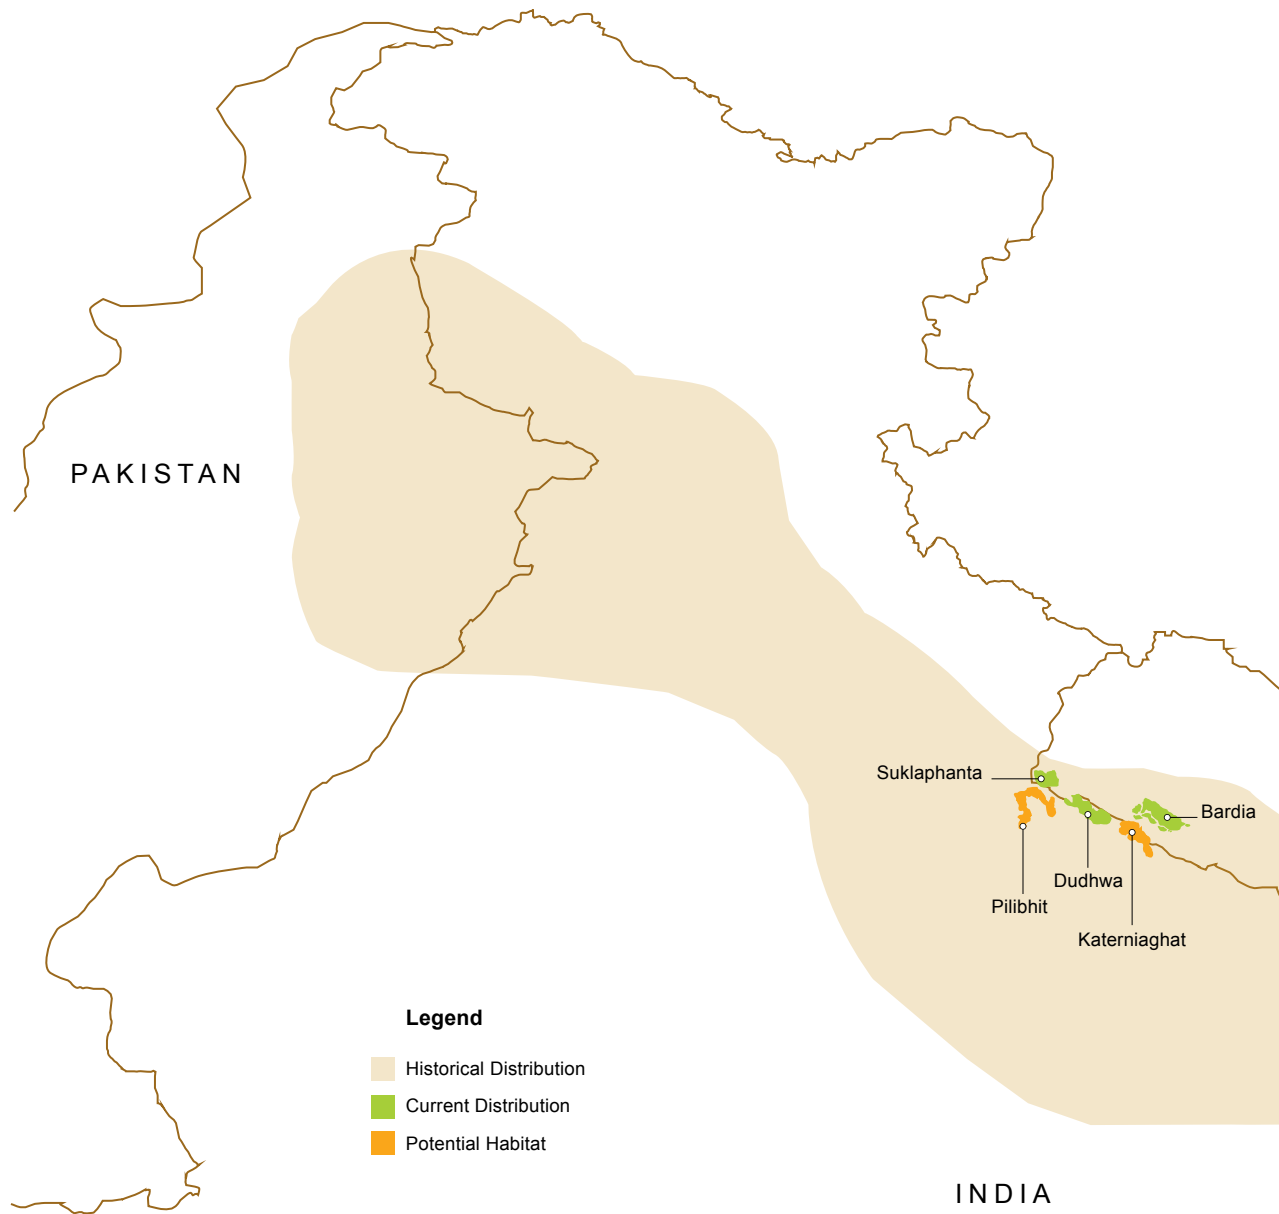 PAKISTAN
Suklaphanta
Bardia
Dudhwa
Pilibhit
Katerniaghat
Legend
Historical Distribution
Current Distribution
Potential Habitat
INDIA